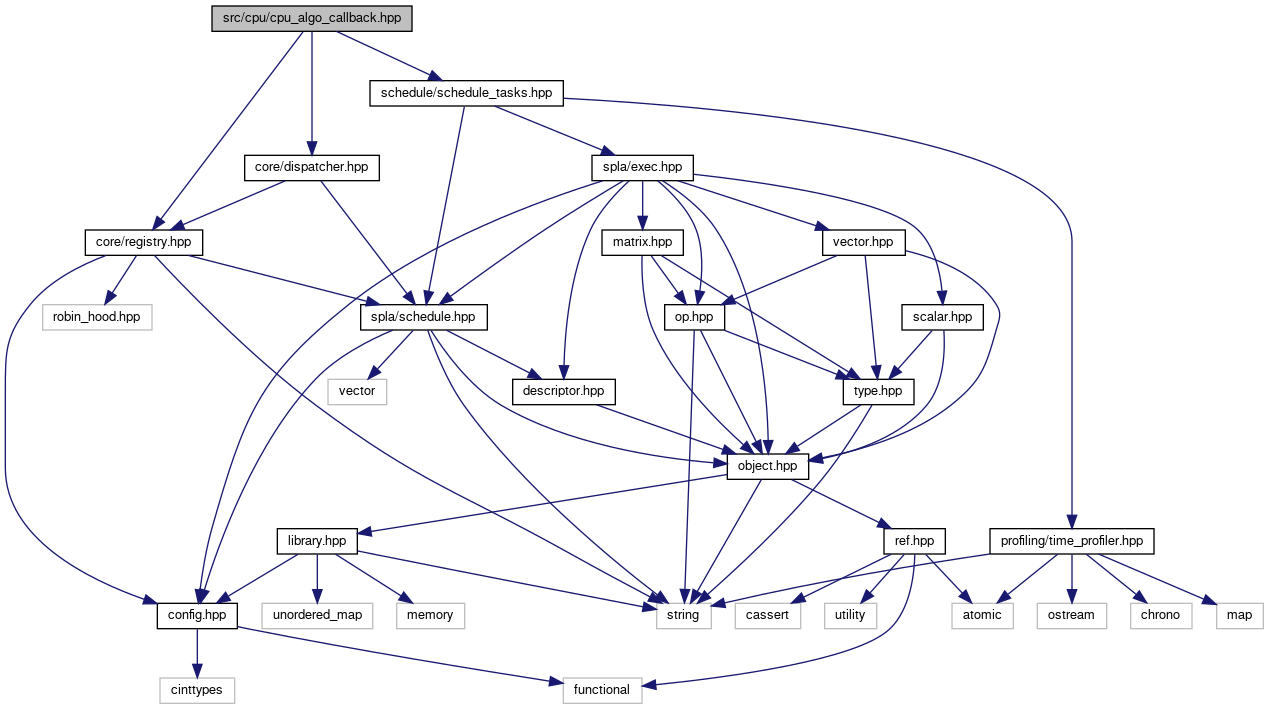 src/cpu/cpu_algo_callback.hpp
schedule/schedule_tasks.hpp
core/dispatcher.hpp
spla/exec.hpp
core/registry.hpp
matrix.hpp
vector.hpp
robin_hood.hpp
spla/schedule.hpp
op.hpp
scalar.hpp
vector
descriptor.hpp
type.hpp
object.hpp
library.hpp
ref.hpp
profiling/time_profiler.hpp
config.hpp
unordered_map
memory
string
cassert
utility
atomic
ostream
chrono
map
cinttypes
functional